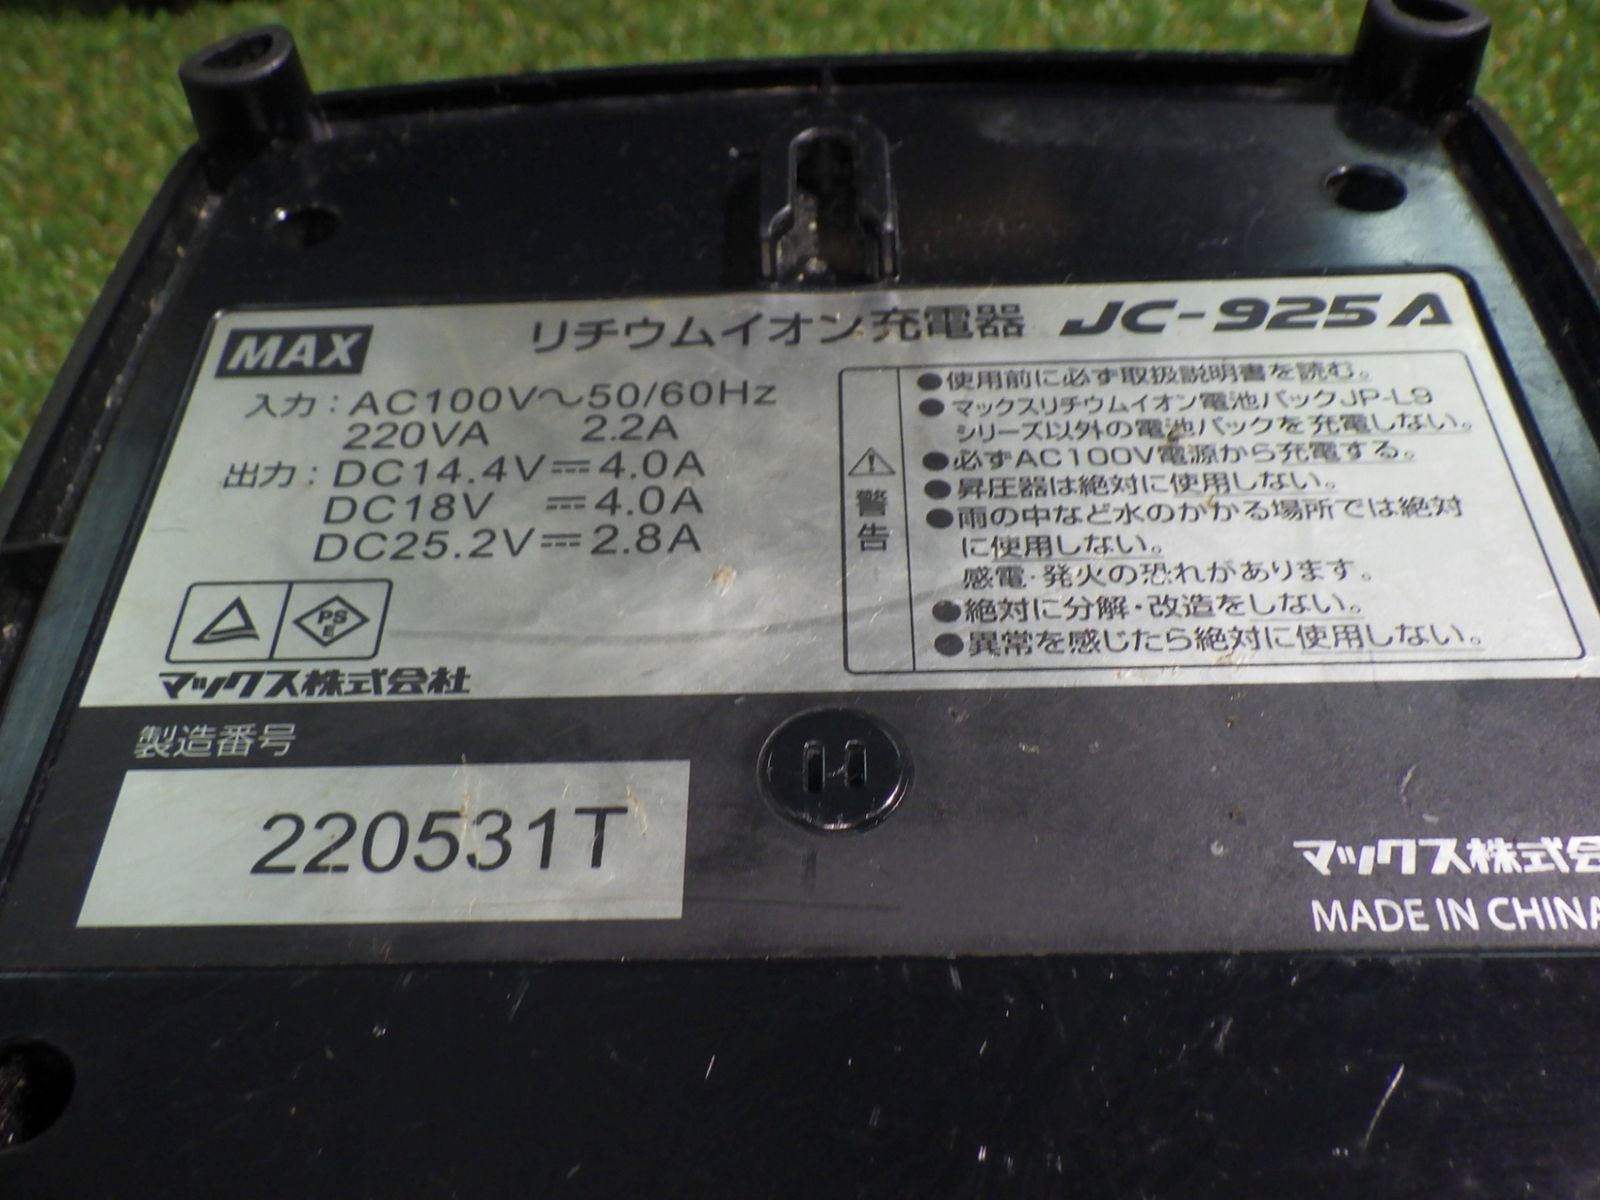 MAX
リチウムイオン充電器 JC-925A
入力：AC100V～50/60Hz
220VA 2.2A
出力：DC14.4V⎓4.0A
DC18V ⎓4.0A
DC25.2V⎓2.8A
PS
E
マックス株式会社
警告
●使用前に必ず取扱説明書を読む。
●マックスリチウムイオン電池パックJP-L9
シリーズ以外の電池パックを充電しない。
●必ずAC100V電源から充電する。
●昇圧器は絶対に使用しない。
●雨の中など水のかかる場所では絶対
に使用しない。
感電・発火の恐れがあります。
●絶対に分解・改造をしない。
●異常を感じたら絶対に使用しない。
製造番号
220531T
マックス株式会
MADE IN CHINA